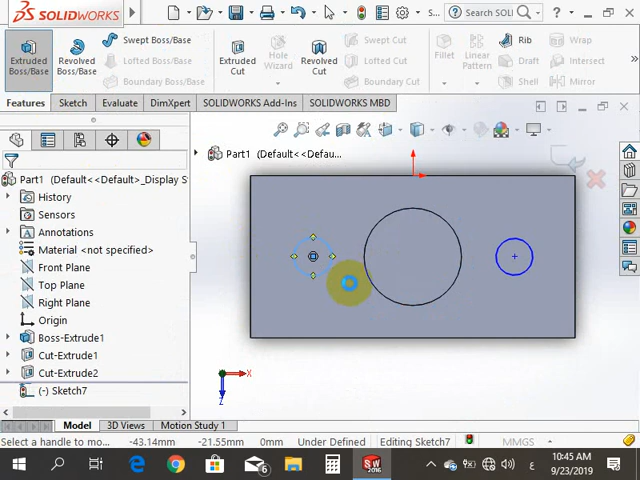 SOLIDWORKS
S...
Search SO
Extruded Boss/Base
Revolved Boss/Base
Swept Boss/Base
Lofted Boss/Base
Boundary Boss/Base
Extruded Cut
Hole Wizard
Revolved Cut
Swept Cut
Lofted Cut
Boundary Cut
Fillet
Linear Pattern
Rib
Draft
Shell
Wrap
Intersect
Mirror
Features
Sketch
Evaluate
DimXpert
SOLIDWORKS Add-Ins
SOLIDWORKS MBD
Part1 (Default<<Defau...
Part1 (Default<<Default>_Display S
History
Sensors
Annotations
Material <not specified>
Front Plane
Top Plane
Right Plane
Origin
Boss-Extrude1
Cut-Extrude1
Cut-Extrude2
(-) Sketch7
X
Z
Model
3D Views
Motion Study 1
Select a handle to mo...
-43.14mm
-21.55mm
0mm
Under Defined
Editing Sketch7
MMGS
6
SW
2016
ع
10:45 AM
9/23/2019